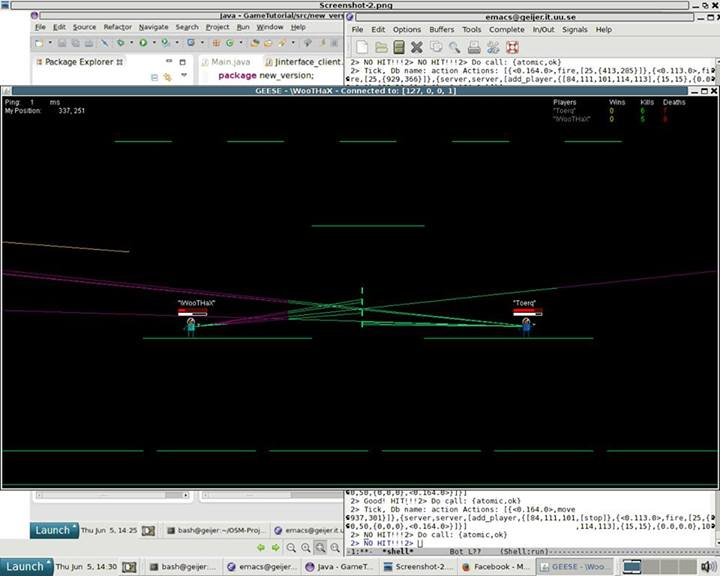 Screenshot-2.png
Java - GameTutorial/src/new_vers
File Edit Source Refactor Navigate Search Project Run Window Help
Package Explorer
Main.java
Jinterface_client.
package new_version;
emacs@geijer.it.uu.se
File Edit Options Buffers Tools Complete In/Out Signals Help
2> NO HIT!!!2> NO HIT!!!2> Do call: {atomic,ok}
2> Tick, Db name: action Actions: [{<0.164.0>,fire,[25,{413,285}]},{<0.113.0>,fi
re,[25,{929,366}]},{server,server,[add_player,{[84,111,101,114,113],{15,15},{0,0
GEESE - \WooTHaX - Connected to: [127, 0, 0, 1]
Ping: 1 ms
My Position: 337, 251
Players Wins Kills Deaths
"Toerq" 0 6
"\WooTHaX" 0 5
"\WooTHaX"
"Toerq"
0,50,{0,0,0},<0.164.0>}]}]
2> Good! HIT!!!2> Do call: {atomic,ok}
2> Tick, Db name: action Actions: [{<0.164.0>,move
937,301}]},{server,server,[add_player,{[84,111,101,[stop]},{<0.113.0>,fire,[25,{
0,50,{0,0,0},<0.164.0>}]}] ,114,113],{15,15},{0,0,0,0},10
2> NO HIT!!!2> Do call: {atomic,ok}
2> NO HIT!!!2>
-1:**- *shell* Bot L?? (Shell:run)
Launch Thu Jun 5, 14:25 bash@geijer:~/OSM-Proj... emacs@geijer.it.u
Launch Thu Jun 5, 14:30 bash@geijer:... emacs@geijer... Java - GameT... Screenshot-2.... Facebook - M... GEESE - \Woo...